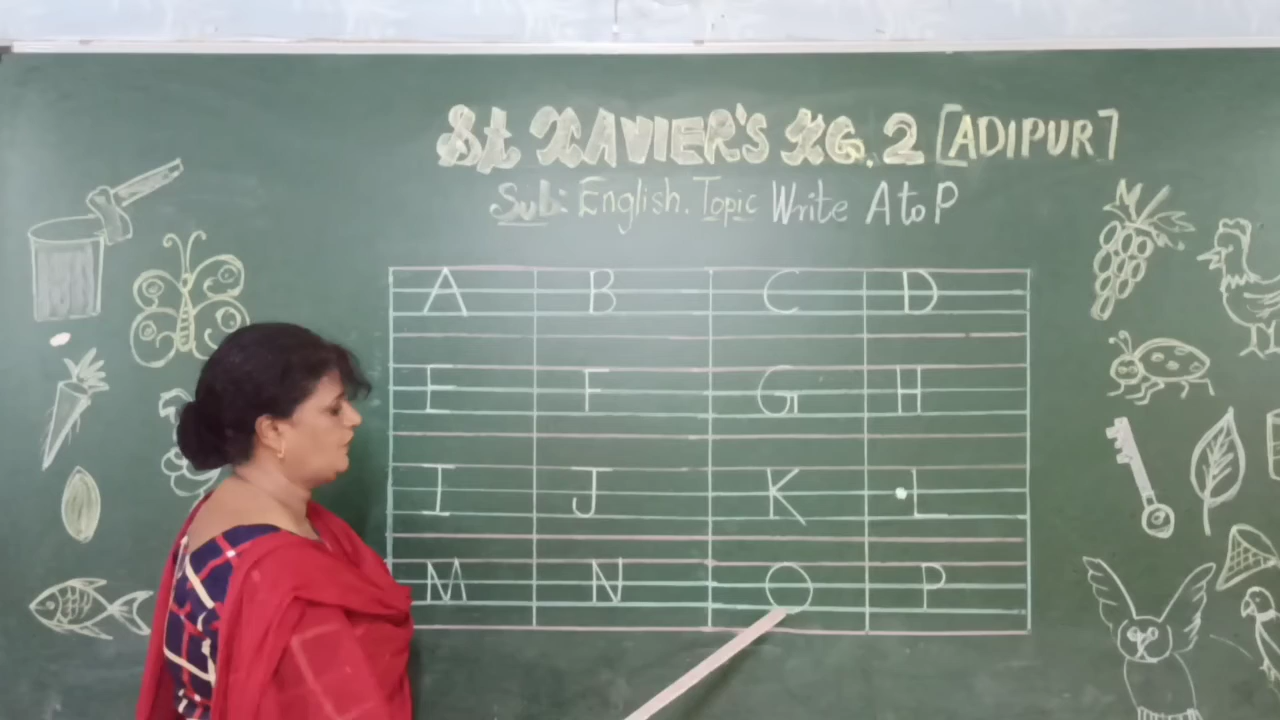 St XAVIER'S KG. 2 [ADIPUR]
Sub: English. Topic Write A to P
A B C D
E F G H
I J K L
M N O P